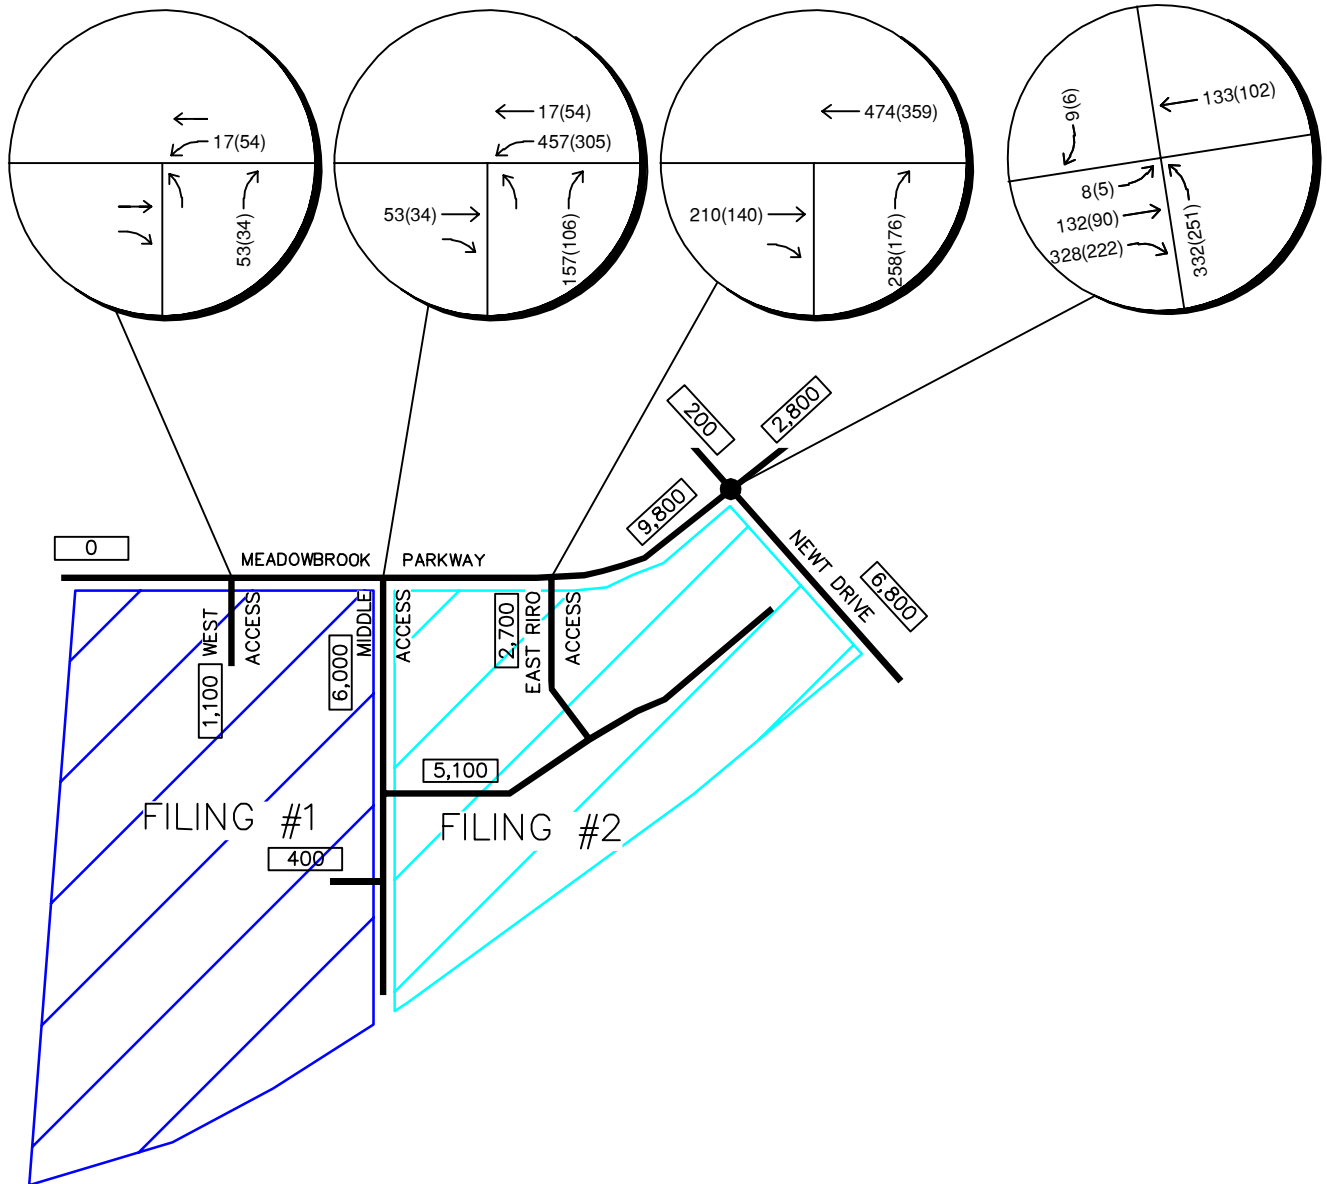 17(54)
53(34)
17(54)
457(305)
53(34)
157(106)
474(359)
210(140)
258(176)
9(6)
133(102)
8(5)
132(90)
328(222)
332(251)
200
2,800
9,800
0
MEADOWBROOK PARKWAY
NEWT DRIVE
6,800
WEST
ACCESS
1,100
MIDDLE
ACCESS
6,000
EAST RIRO
ACCESS
2,700
5,100
FILING #1
FILING #2
400